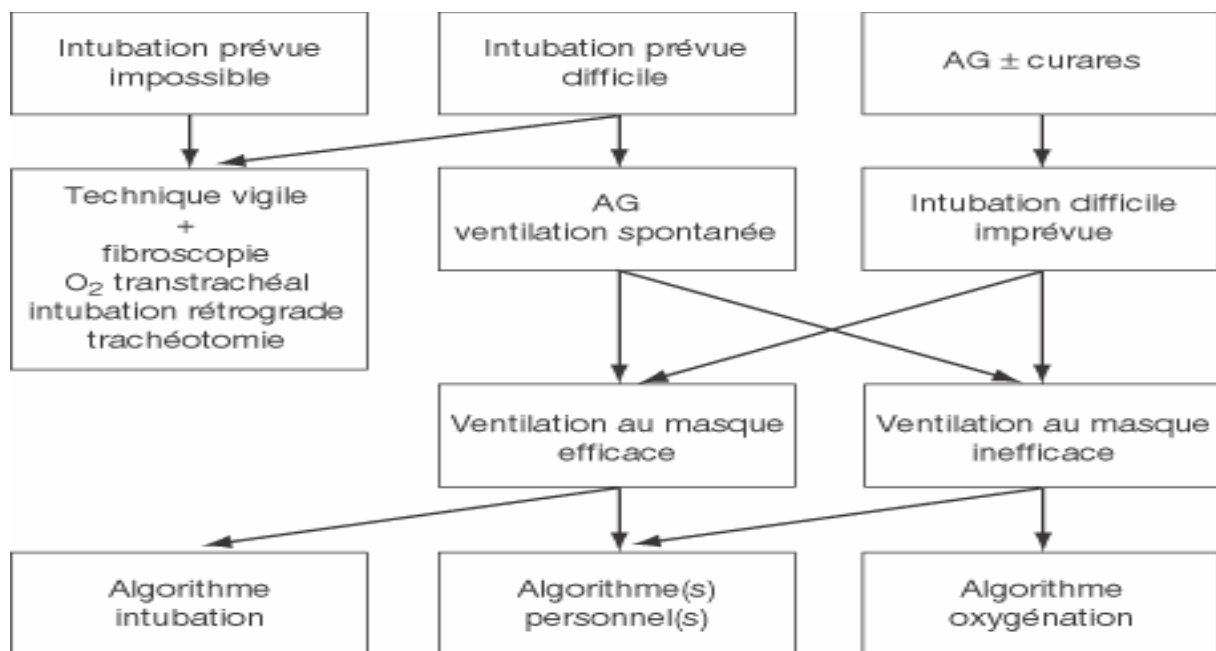 Intubation prévue
impossible
Intubation prévue
difficile
AG ± curares
Technique vigile
+
fibroscopie
O₂ transtrachéal
intubation rétrograde
trachéotomie
AG
ventilation spontanée
Intubation difficile
imprévue
Ventilation au masque
efficace
Ventilation au masque
inefficace
Algorithme
intubation
Algorithme(s)
personnel(s)
Algorithme
oxygénation